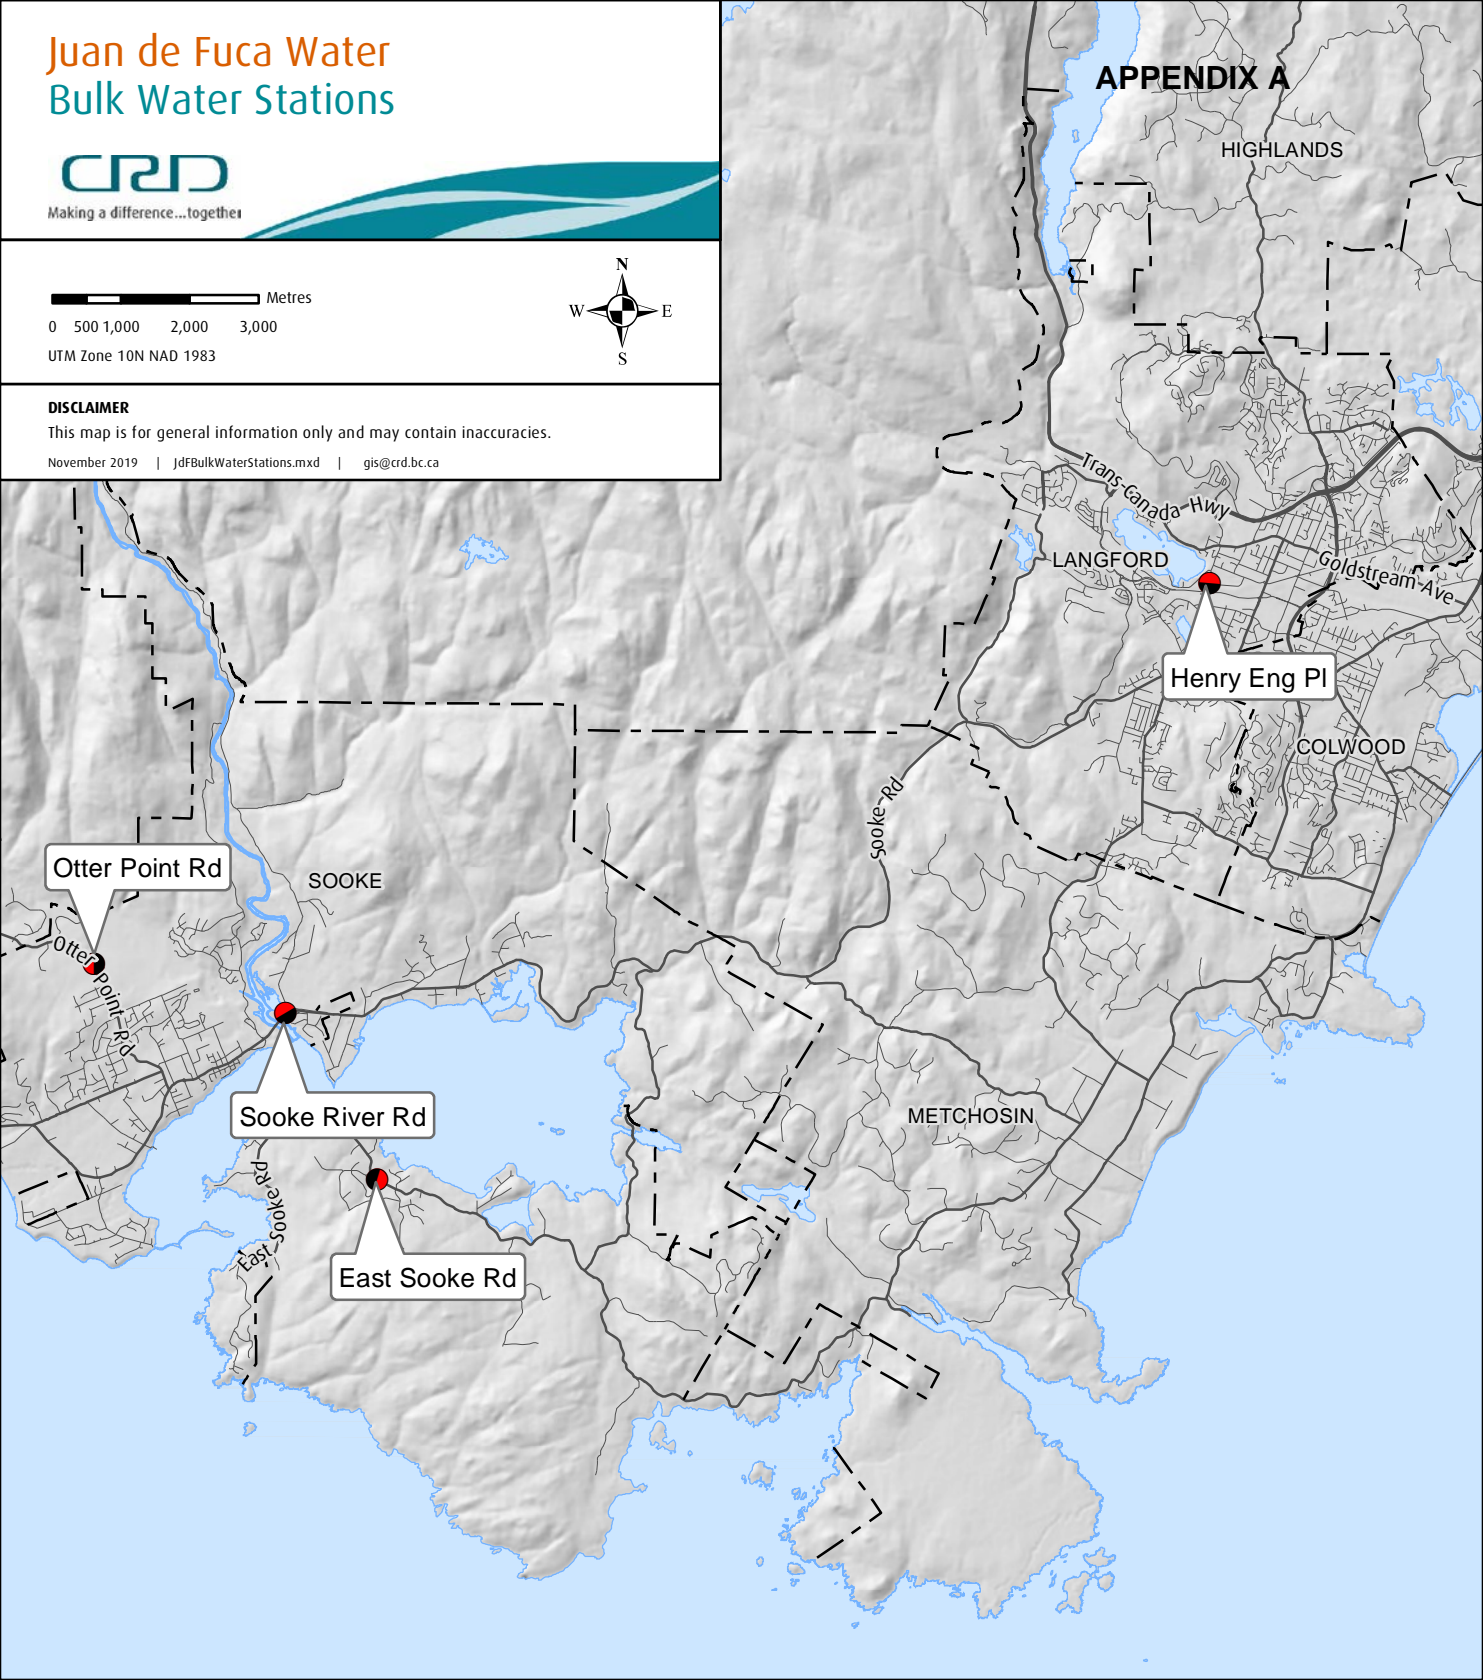 Juan de Fuca Water
Bulk Water Stations
CRD
Making a difference...together
N
W E
S
Metres
0 500 1,000 2,000 3,000
UTM Zone 10N NAD 1983
DISCLAIMER
This map is for general information only and may contain inaccuracies.
November 2019 | JdFBulkWaterStations.mxd | gis@crd.bc.ca
APPENDIX A
HIGHLANDS
Trans-Canada Hwy
LANGFORD
Goldstream Ave
Henry Eng Pl
COLWOOD
Sooke Rd
Otter Point Rd
SOOKE
Otter Point Rd
Sooke River Rd
METCHOSIN
East Sooke Rd
East Sooke Rd